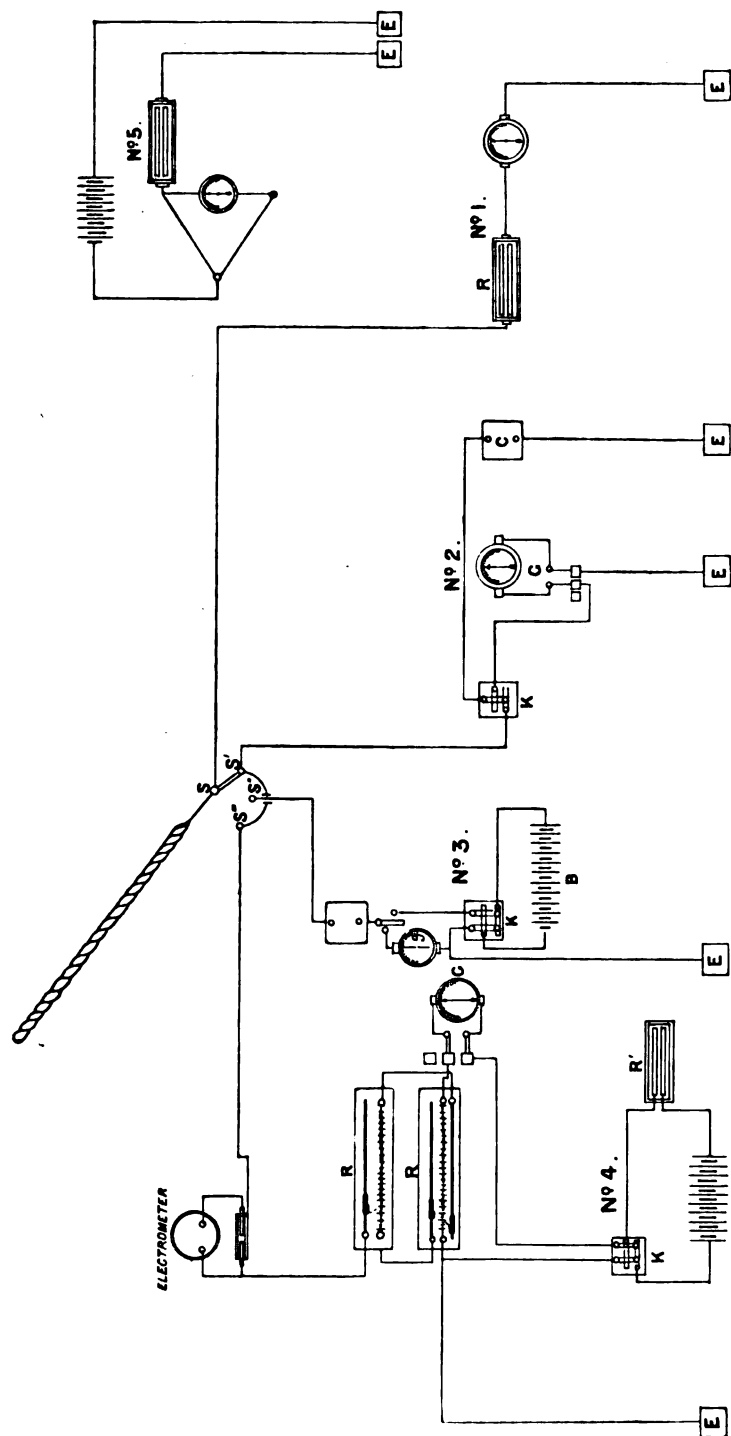 E
E
Nº 5.
E
Nº 1.
R
C
E
Nº 2.
G
E
K
S
S'
S"
S'''
Nº 3.
B
K
g
E
G
R
R
R'
Nº 4.
K
ELECTROMETER
E